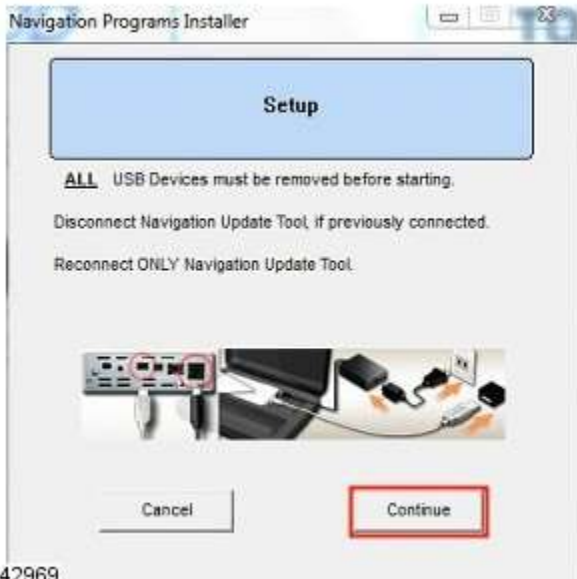 Navigation Programs Installer
Setup
ALL USB Devices must be removed before starting.
Disconnect Navigation Update Tool, if previously connected.
Reconnect ONLY Navigation Update Tool.
Cancel
Continue
42969